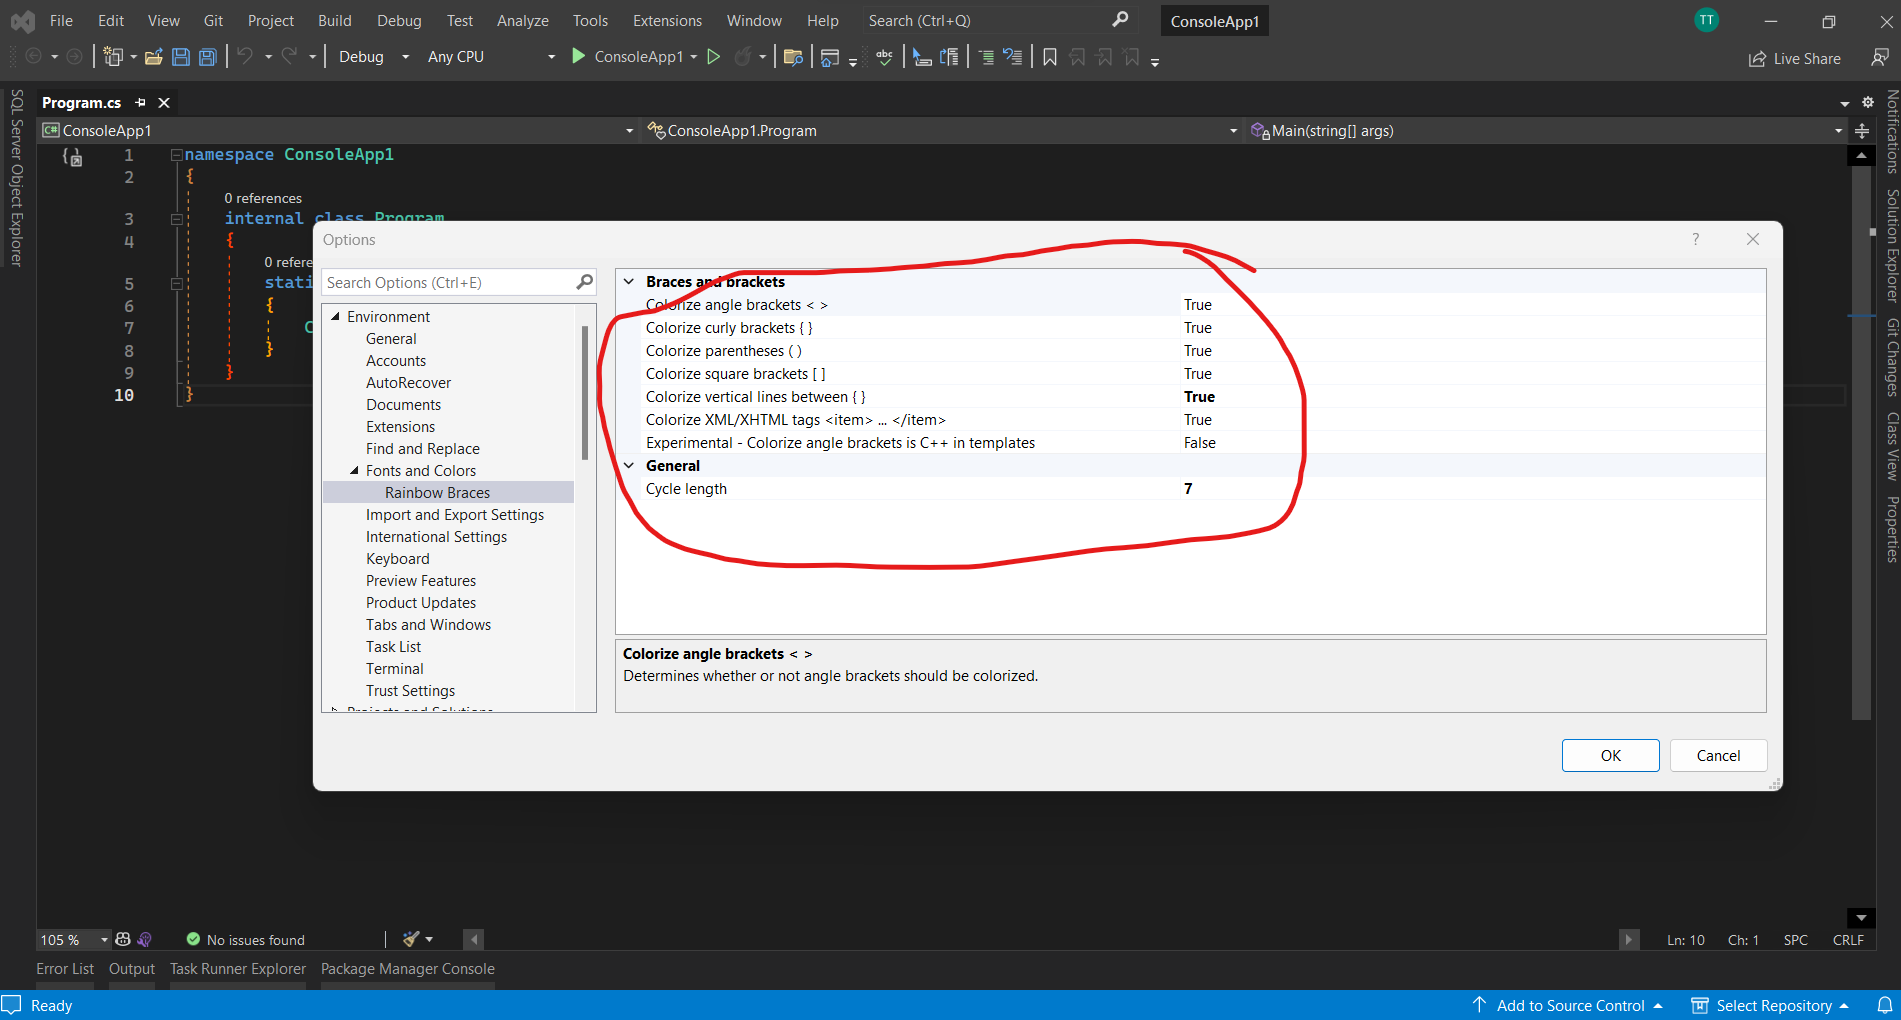 File Edit View Git Project Build Debug Test Analyze Tools Extensions Window Help Search (Ctrl+Q) ConsoleApp1 TT
Debug Any CPU ConsoleApp1 abc Live Share
SQL Server Object Explorer
Program.cs
C# ConsoleApp1 ConsoleApp1.Program Main(string[] args)
1 namespace ConsoleApp1
2 {
0 references
3 internal class Program
4 {
0 refere
5 stati
6 {
7 C
8 }
9 }
10 }
Options ?
Search Options (Ctrl+E)
Environment
General
Accounts
AutoRecover
Documents
Extensions
Find and Replace
Fonts and Colors
Rainbow Braces
Import and Export Settings
International Settings
Keyboard
Preview Features
Product Updates
Tabs and Windows
Task List
Terminal
Trust Settings
Projects and Solutions
Braces and brackets
Colorize angle brackets < > True
Colorize curly brackets { } True
Colorize parentheses ( ) True
Colorize square brackets [ ] True
Colorize vertical lines between { } True
Colorize XML/XHTML tags <item> ... </item> True
Experimental - Colorize angle brackets is C++ in templates False
General
Cycle length 7
Colorize angle brackets < >
Determines whether or not angle brackets should be colorized.
OK Cancel
Notifications
Solution Explorer
Git Changes
Class View
Properties
105 % No issues found Ln: 10 Ch: 1 SPC CRLF
Error List Output Task Runner Explorer Package Manager Console
Ready Add to Source Control Select Repository